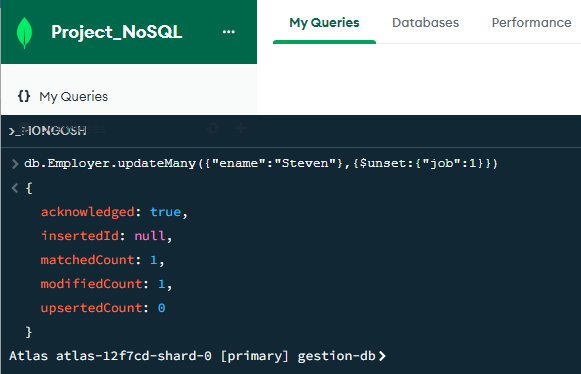 Project_NoSQL ...
My Queries Databases Performance
{} My Queries
>_MONGOSH
> db.Employer.updateMany({"ename":"Steven"},{$unset:{"job":1}})
< {
acknowledged: true,
insertedId: null,
matchedCount: 1,
modifiedCount: 1,
upsertedCount: 0
}
Atlas atlas-12f7cd-shard-0 [primary] gestion-db>